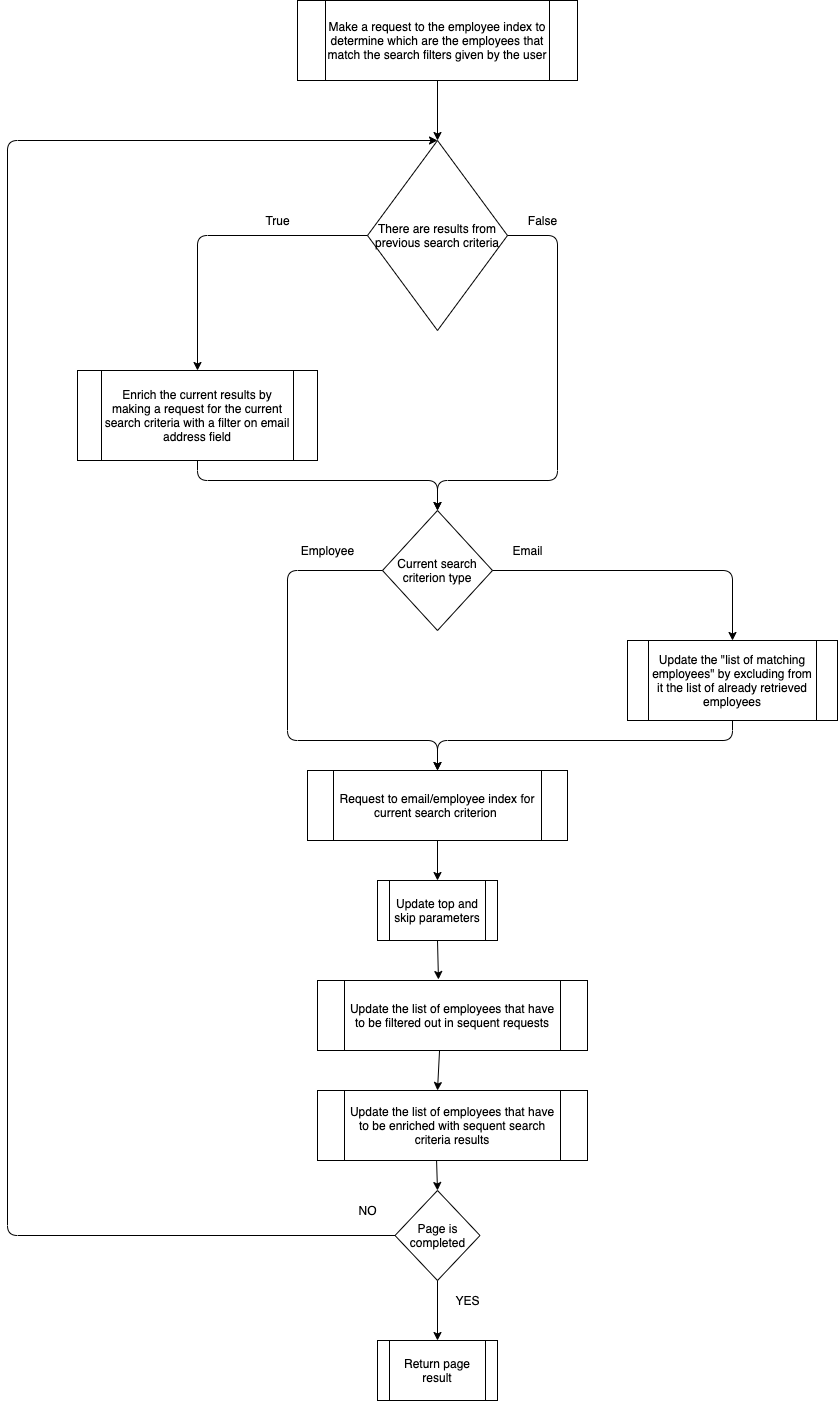 Make a request to the employee index to
determine which are the employees that
match the search filters given by the user
True
False
There are results from
previous search criteria
Enrich the current results by
making a request for the current
search criteria with a filter on email
address field
Employee
Email
Current search
criterion type
Update the "list of matching
employees" by excluding from
it the list of already retrieved
employees
Request to email/employee index for
current search criterion
Update top and
skip parameters
Update the list of employees that have
to be filtered out in sequent requests
Update the list of employees that have
to be enriched with sequent search
criteria results
NO
Page is
completed
YES
Return page
result